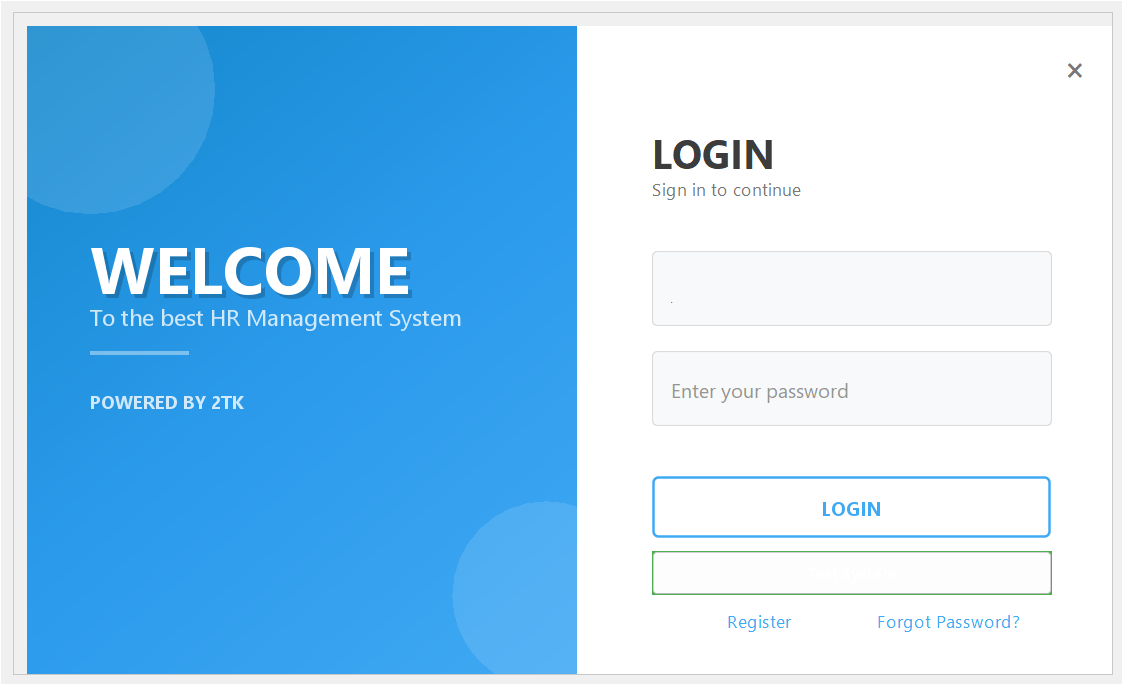 WELCOME
To the best HR Management System
POWERED BY 2TK
×
LOGIN
Sign in to continue
.
Enter your password
LOGIN
Register
Forgot Password?